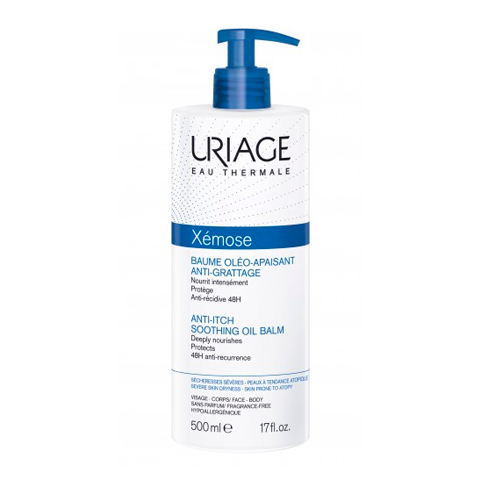 URIAGE
EAU THERMALE
Xémose
BAUME OLÉO-APAISANT
ANTI-GRATTAGE
Nourrit intensément
Protège
Anti-récidive 48H
ANTI-ITCH
SOOTHING OIL BALM
Deeply nourishes
Protects
48H anti-recurrence
SÉCHERESSES SÉVÈRES - PEAUX À TENDANCE ATOPIQUE
SEVERE SKIN DRYNESS - SKIN PRONE TO ATOPY
VISAGE - CORPS/ FACE - BODY
SANS PARFUM/ FRAGRANCE-FREE
HYPOALLERGÉNIQUE
500 ml e 17fl.oz.